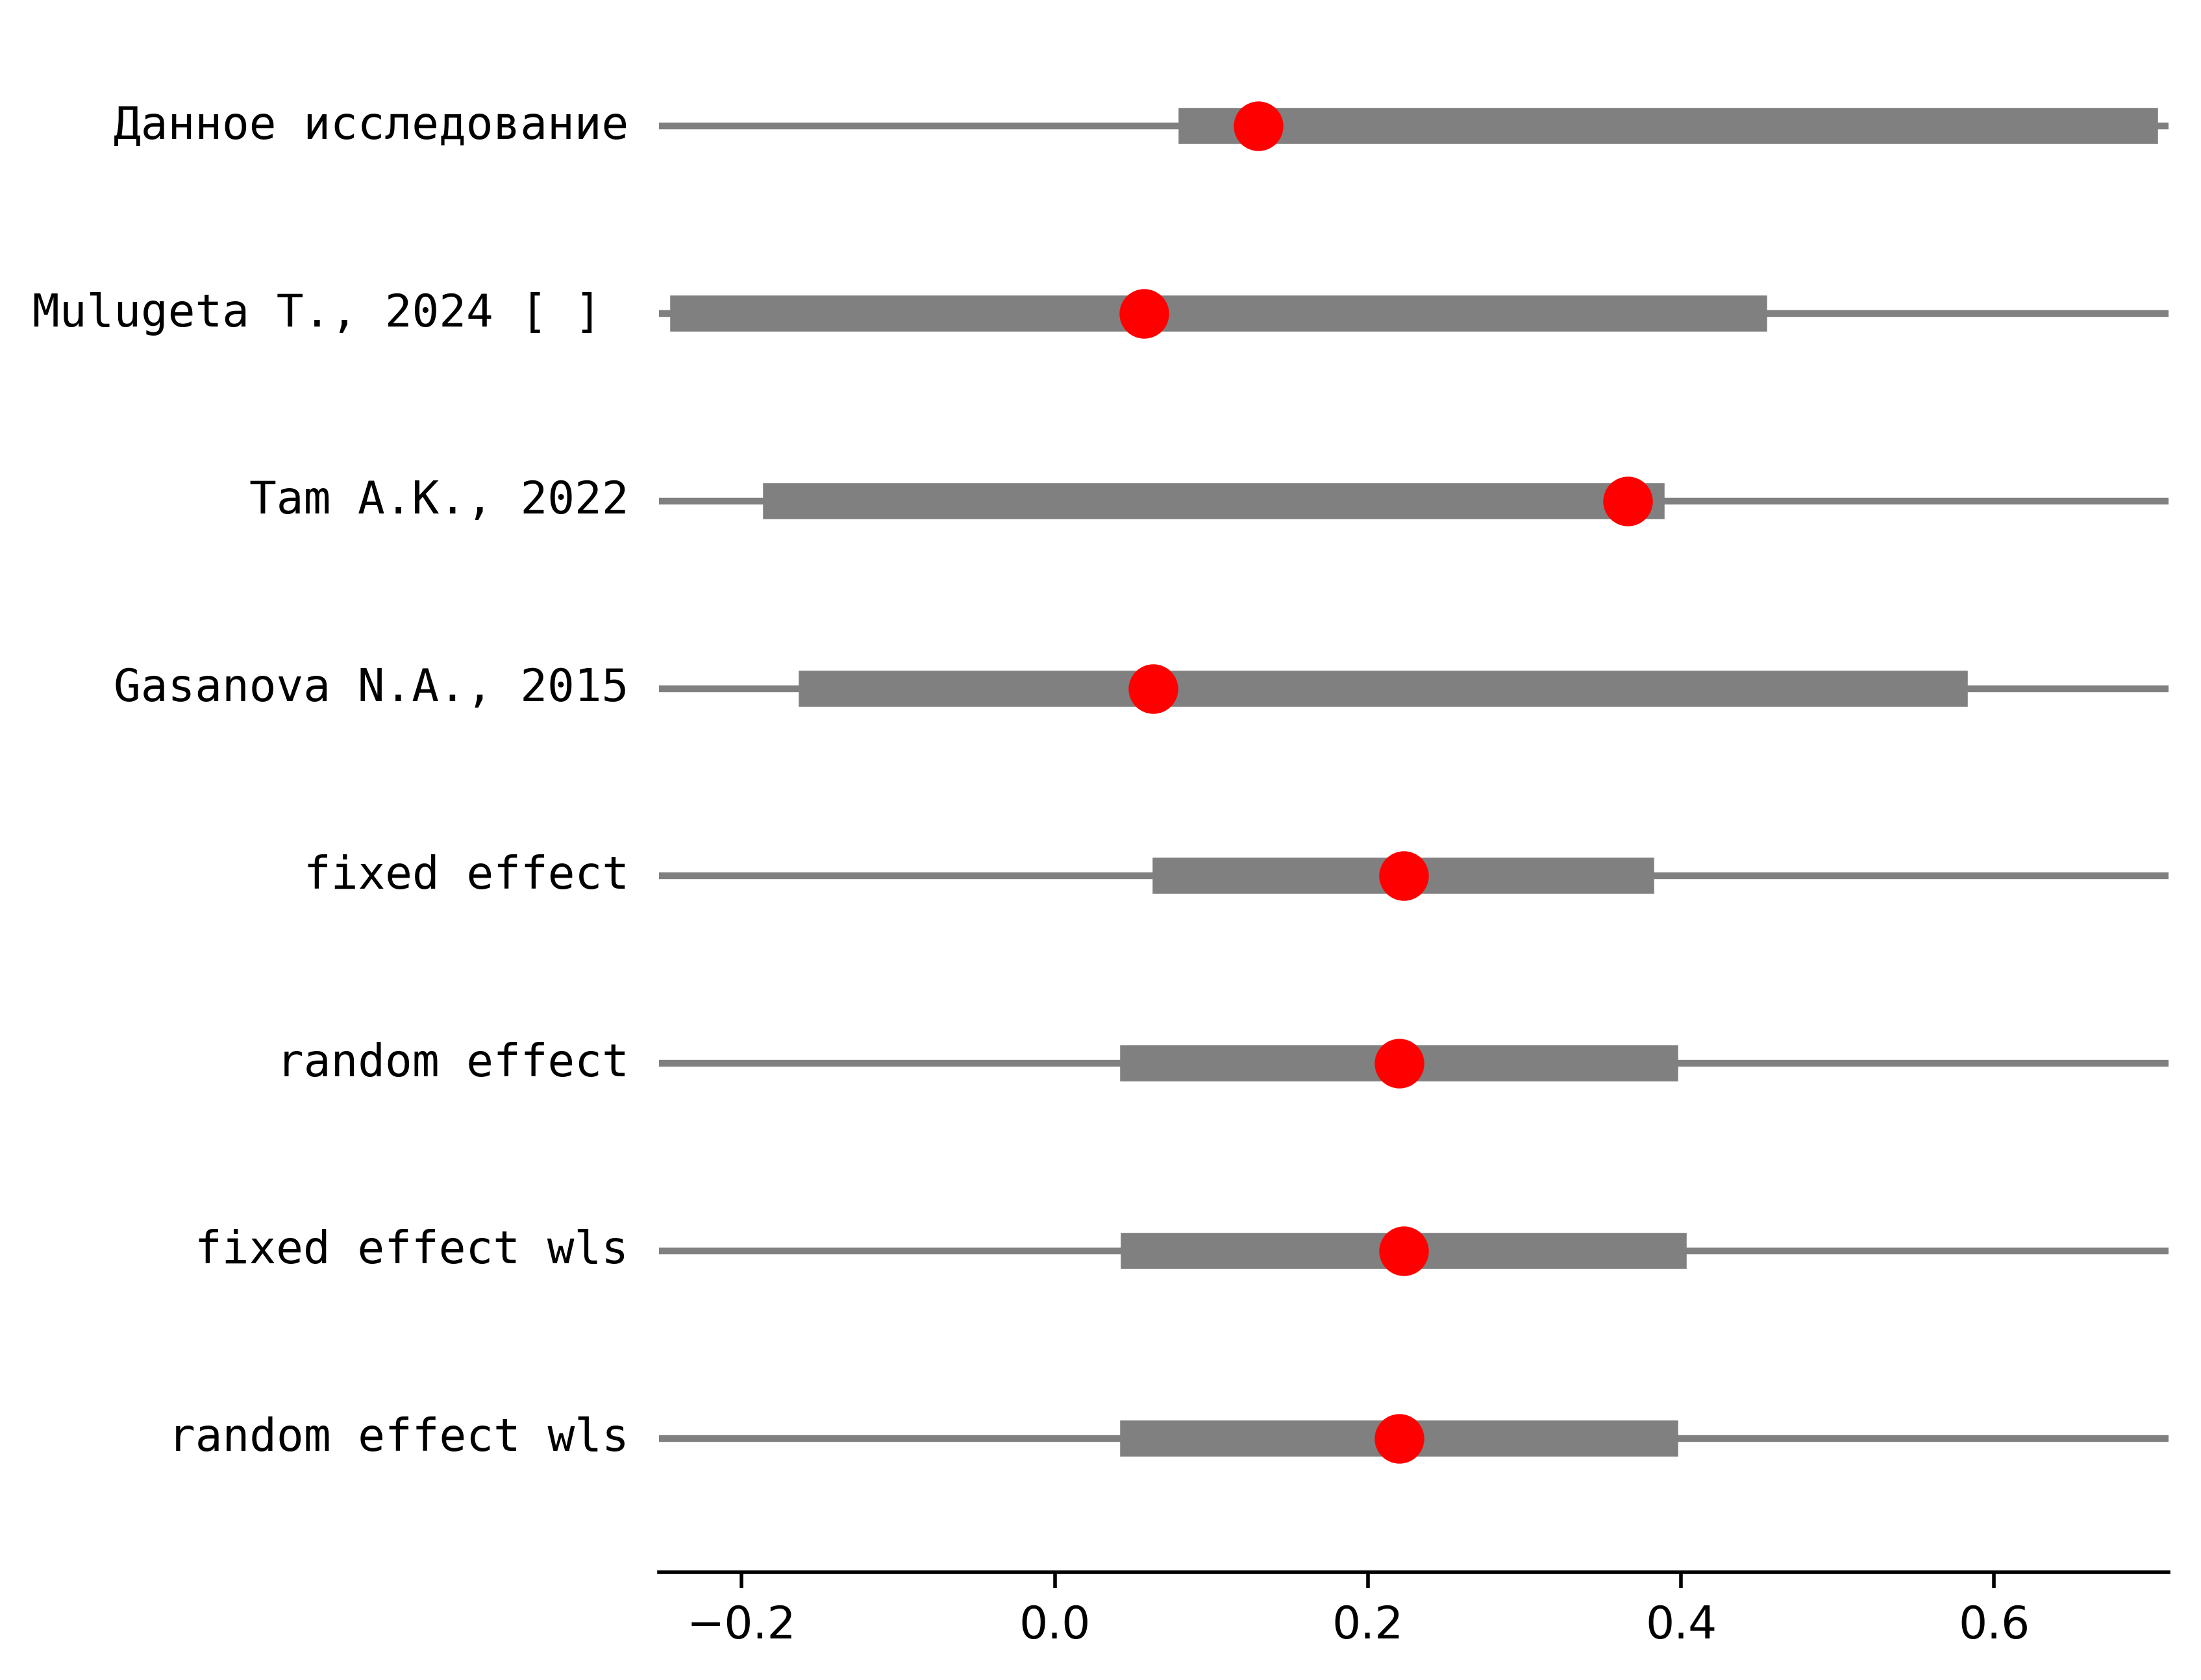 Данное исследование
Mulugeta T., 2024 [ ]
Tam A.K., 2022
Gasanova N.A., 2015
fixed effect
random effect
fixed effect wls
random effect wls
−0.2 0.0 0.2 0.4 0.6